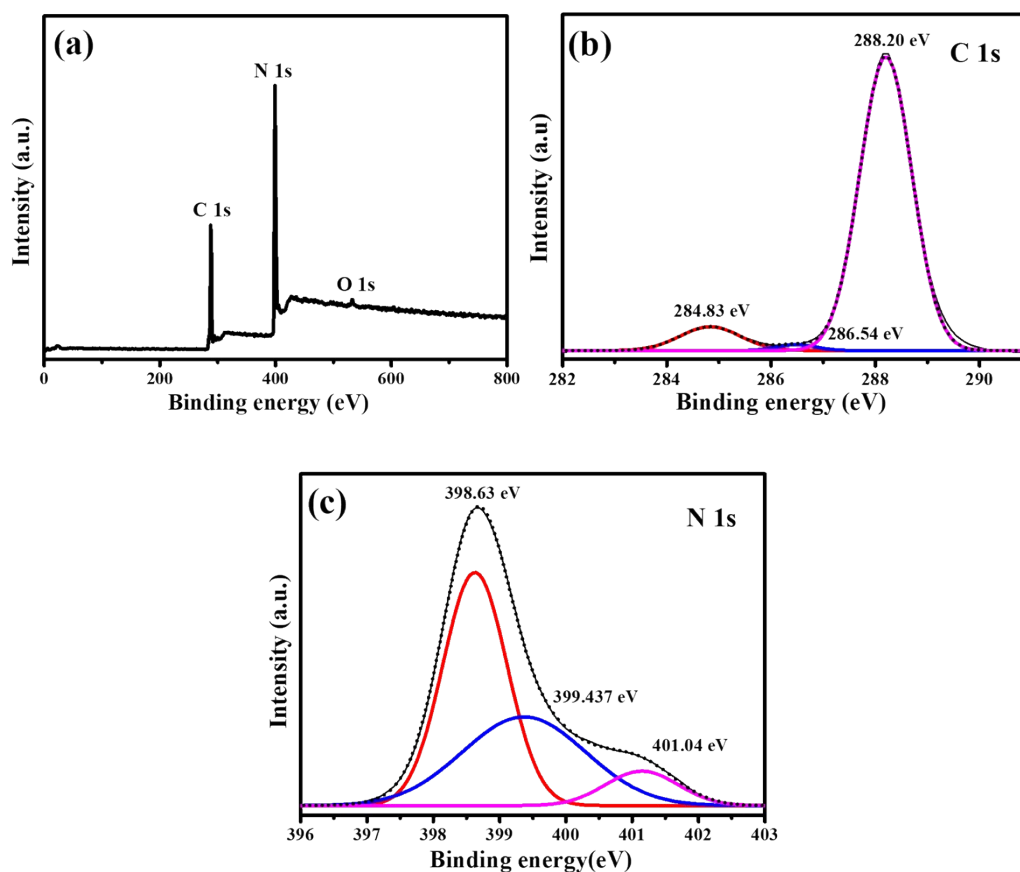 (a)
N 1s
C 1s
O 1s
Intensity (a.u.)
0 200 400 600 800
Binding energy (eV)
(b)
288.20 eV
C 1s
284.83 eV
286.54 eV
Intensity (a.u)
282 284 286 288 290
Binding energy (eV)
(c)
398.63 eV
N 1s
399.437 eV
401.04 eV
Intensity (a.u.)
396 397 398 399 400 401 402 403
Binding energy(eV)